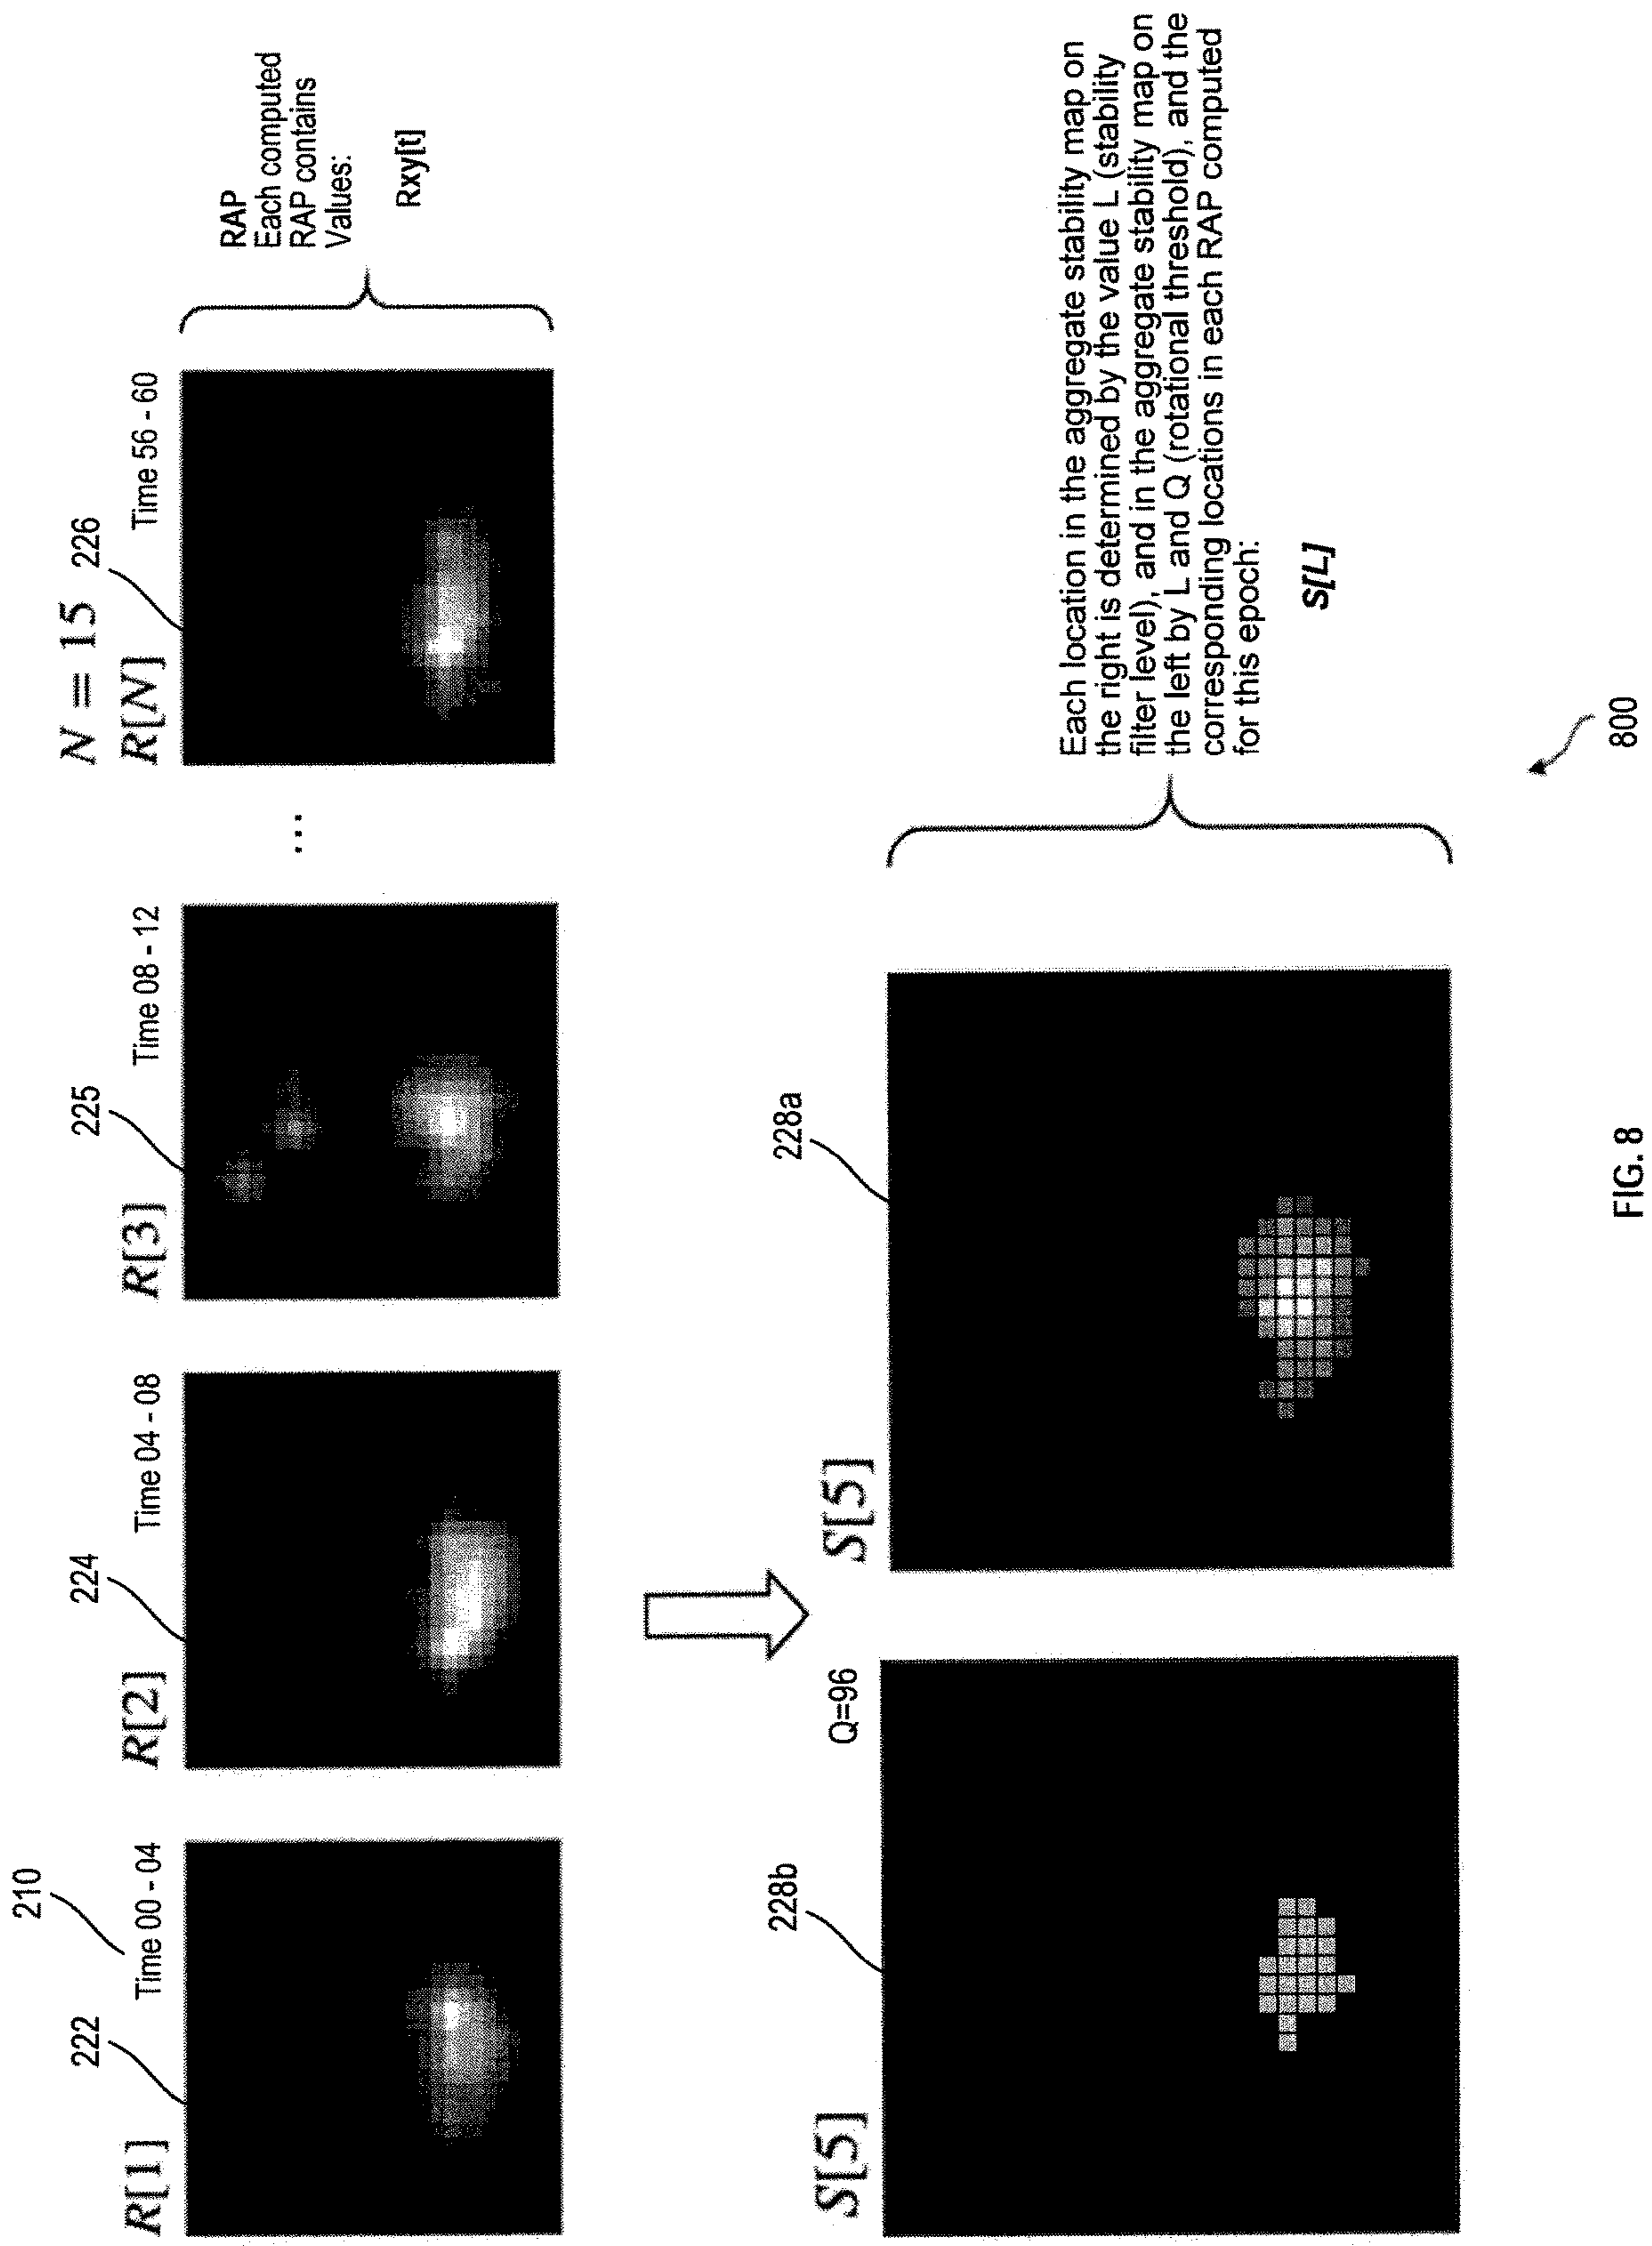 210
222
224
225
226
N = 15
R[1]
Time 00 - 04
R[2]
Time 04 - 08
R[3]
Time 08 - 12
...
R[N]
Time 56 - 60
RAP
Each computed
RAP contains
Values:
Rxy[t]
228b
228a
S[5]
Q=96
S[5]
Each location in the aggregate stability map on
the right is determined by the value L (stability
filter level), and in the aggregate stability map on
the left by L and Q (rotational threshold), and the
corresponding locations in each RAP computed
for this epoch:
S[L]
800
FIG. 8